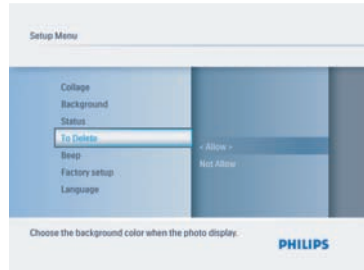 Setup Menu
Collage
Background
Status
To Delete
Beep
Factory setup
Language
< Allow >
Not Allow
Choose the background color when the photo display.
PHILIPS